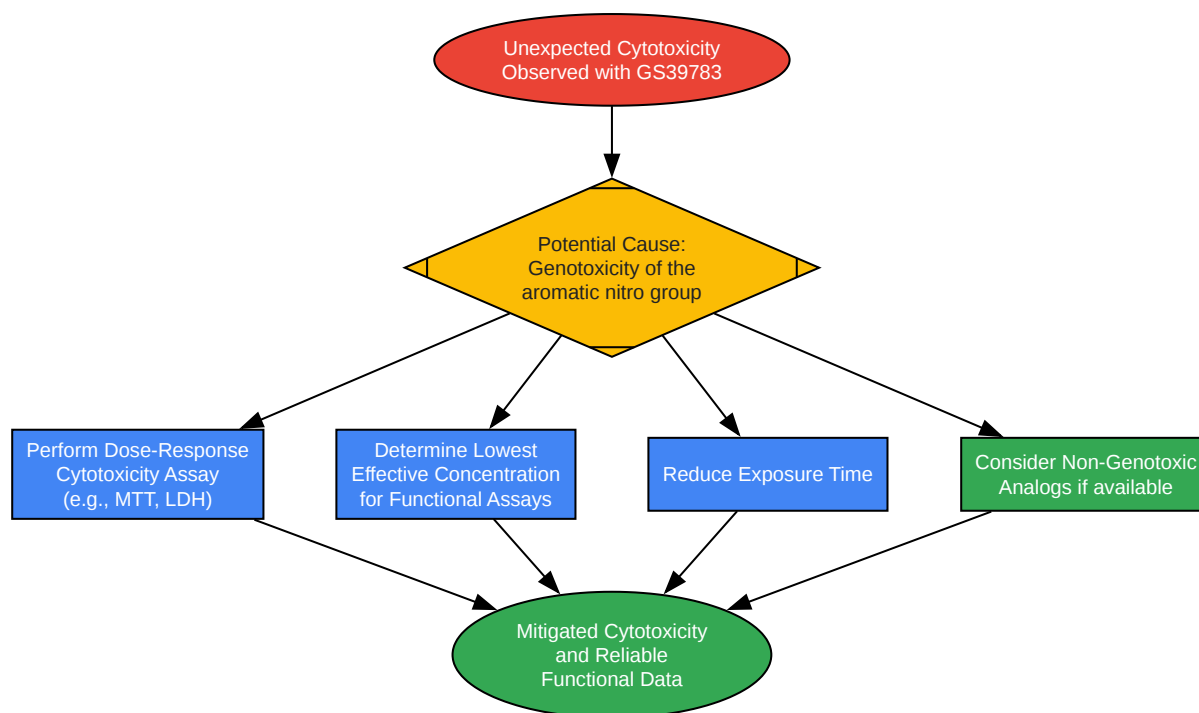 Unexpected Cytotoxicity
Observed with GS39783
Potential Cause:
Genotoxicity of the
aromatic nitro group
Perform Dose-Response
Cytotoxicity Assay
(e.g., MTT, LDH)
Determine Lowest
Effective Concentration
for Functional Assays
Reduce Exposure Time
Consider Non-Genotoxic
Analogs if available
Mitigated Cytotoxicity
and Reliable
Functional Data